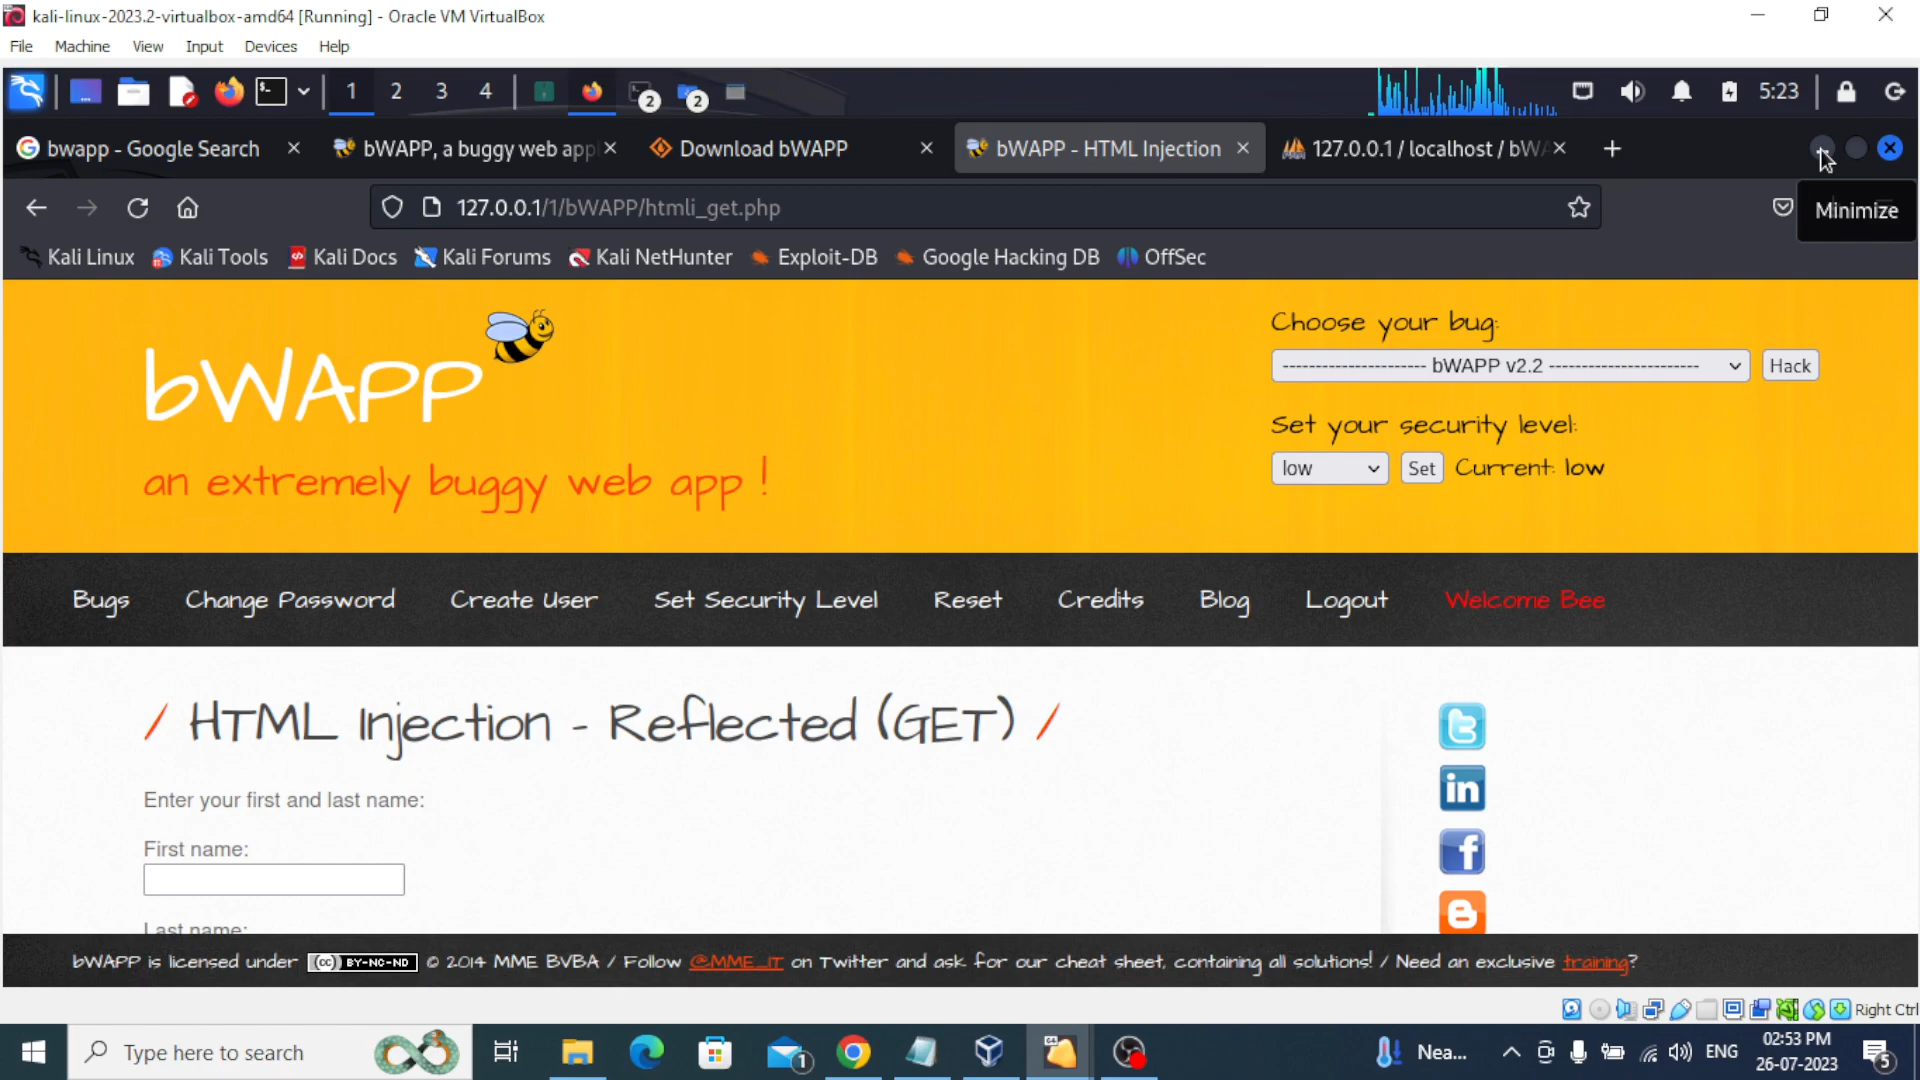 kali-linux-2023.2-virtualbox-amd64 [Running] - Oracle VM VirtualBox
File Machine View Input Devices Help
1 2 3 4 2 2 5:23
bwapp - Google Search bWAPP, a buggy web app Download bWAPP bWAPP - HTML Injection 127.0.0.1 / localhost / bWA
127.0.0.1/1/bWAPP/htmli_get.php
Minimize
Kali Linux Kali Tools Kali Docs Kali Forums Kali NetHunter Exploit-DB Google Hacking DB OffSec
Choose your bug:
---------------------- bWAPP v2.2 ----------------------- Hack
bWAPP
Set your security level:
low Set Current: low
an extremely buggy web app !
Bugs Change Password Create User Set Security Level Reset Credits Blog Logout Welcome Bee
/ HTML Injection - Reflected (GET) /
Enter your first and last name:
First name:
Last name:
bWAPP is licensed under (cc) BY-NC-ND © 2014 MME BVBA / Follow @MME_IT on Twitter and ask for our cheat sheet, containing all solutions! / Need an exclusive training?
Right Ctrl
Type here to search 1 Nea... ENG 02:53 PM
26-07-2023 5